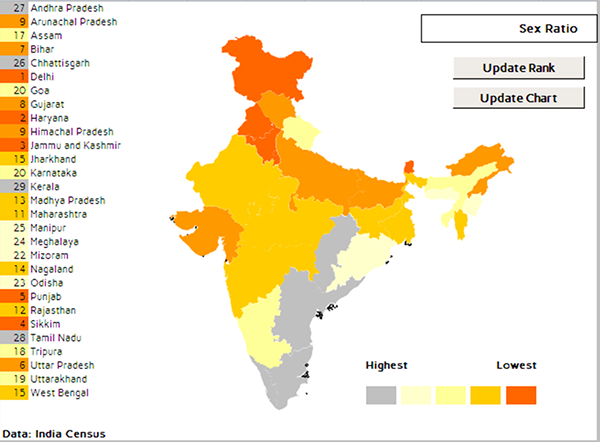 27 Andhra Pradesh
9 Arunachal Pradesh
17 Assam
7 Bihar
26 Chhattisgarh
1 Delhi
20 Goa
8 Gujarat
2 Haryana
9 Himachal Pradesh
3 Jammu and Kashmir
15 Jharkhand
20 Karnataka
29 Kerala
13 Madhya Pradesh
11 Maharashtra
25 Manipur
24 Meghalaya
22 Mizoram
14 Nagaland
23 Odisha
5 Punjab
12 Rajasthan
4 Sikkim
28 Tamil Nadu
18 Tripura
6 Uttar Pradesh
19 Uttarakhand
15 West Bengal
Sex Ratio
Update Rank
Update Chart
Highest Lowest
Data: India Census